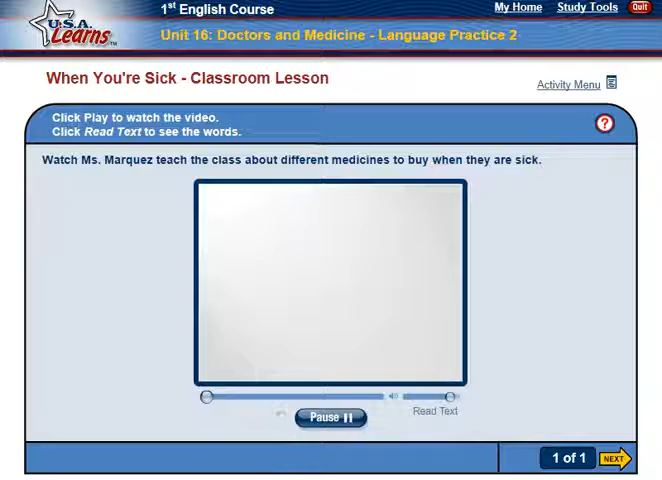 U.S.A.
Learns™
1st English Course
My Home Study Tools Quit
Unit 16: Doctors and Medicine - Language Practice 2
When You're Sick - Classroom Lesson
Activity Menu
Click Play to watch the video.
Click Read Text to see the words.
?
Watch Ms. Marquez teach the class about different medicines to buy when they are sick.
Pause
Read Text
1 of 1
NEXT